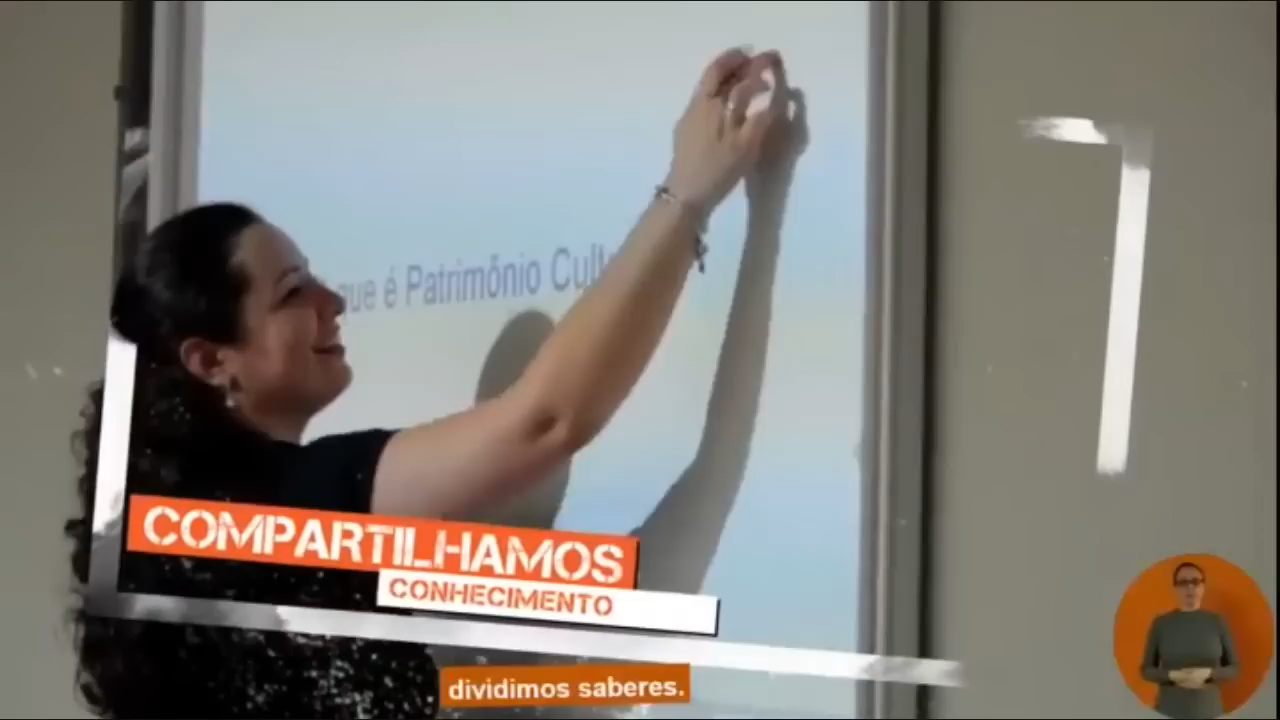 que é Patrimônio
COMPARTILHAMOS
CONHECIMENTO
dividimos saberes.